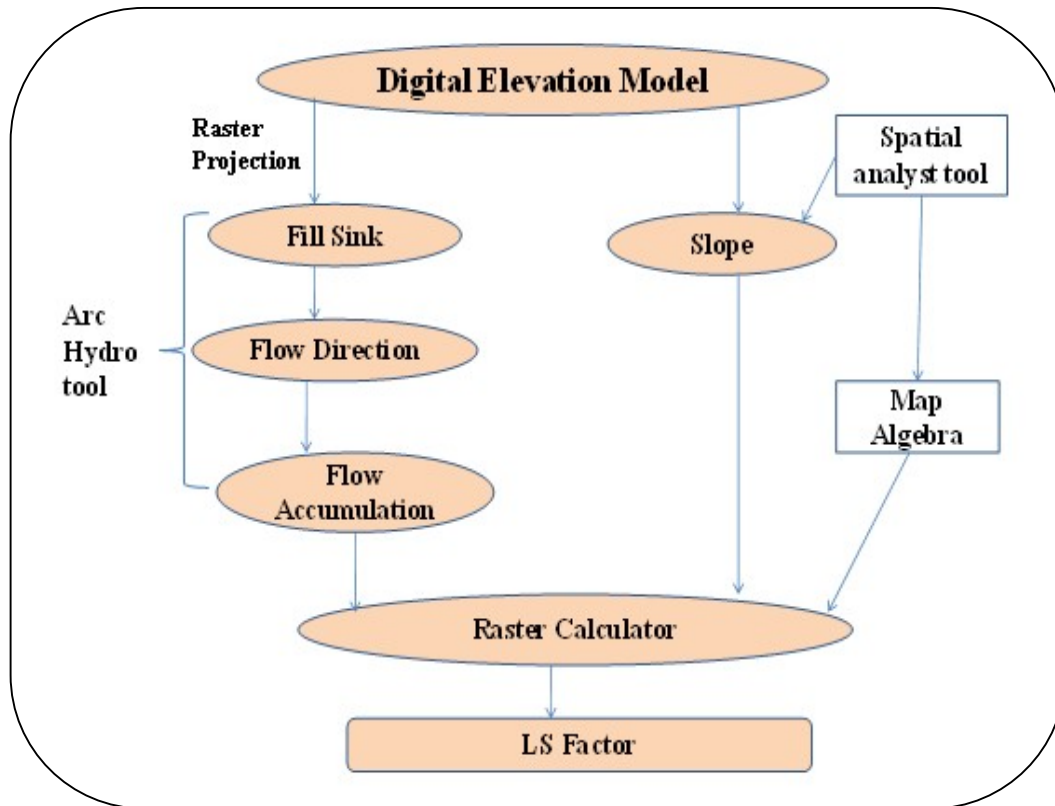 Digital Elevation Model
Raster
Projection
Spatial
analyst tool
Fill Sink
Slope
Arc
Hydro
tool
Flow Direction
Map
Algebra
Flow
Accumulation
Raster Calculator
LS Factor